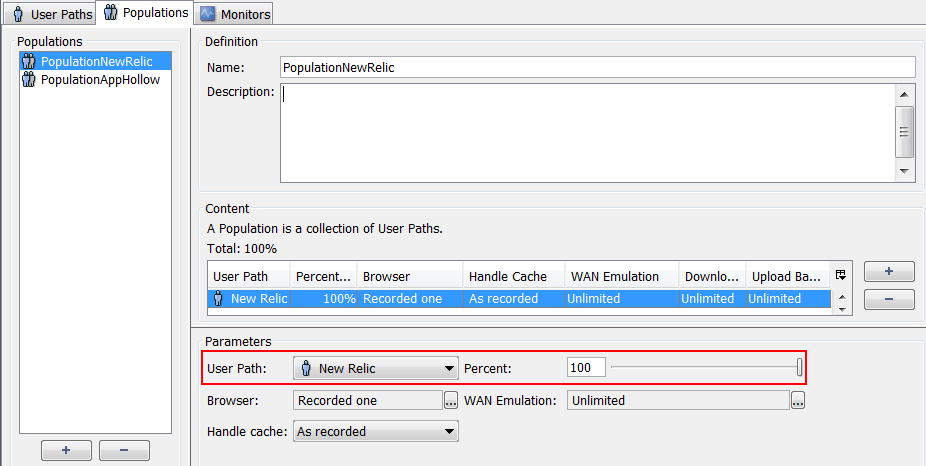 User Paths Populations Monitors
Populations
PopulationNewRelic
PopulationAppHollow
+ −
Definition
Name: PopulationNewRelic
Description:
Content
A Population is a collection of User Paths.
Total: 100%
User Path Percent... Browser Handle Cache WAN Emulation Downlo... Upload Ba...
New Relic 100% Recorded one As recorded Unlimited Unlimited Unlimited
+
−
Parameters
User Path: New Relic Percent: 100
Browser: Recorded one ... WAN Emulation: Unlimited ...
Handle cache: As recorded